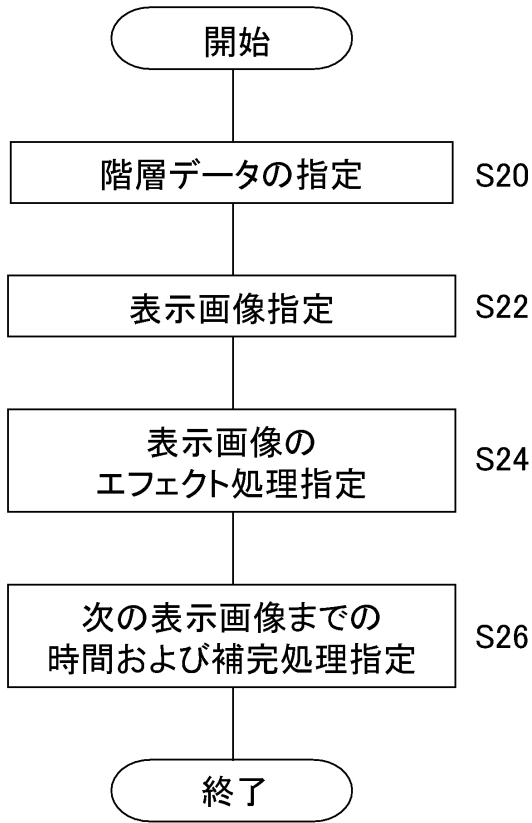 開始
階層データの指定
S20
表示画像指定
S22
表示画像の
エフェクト処理指定
S24
次の表示画像までの
時間および補完処理指定
S26
終了